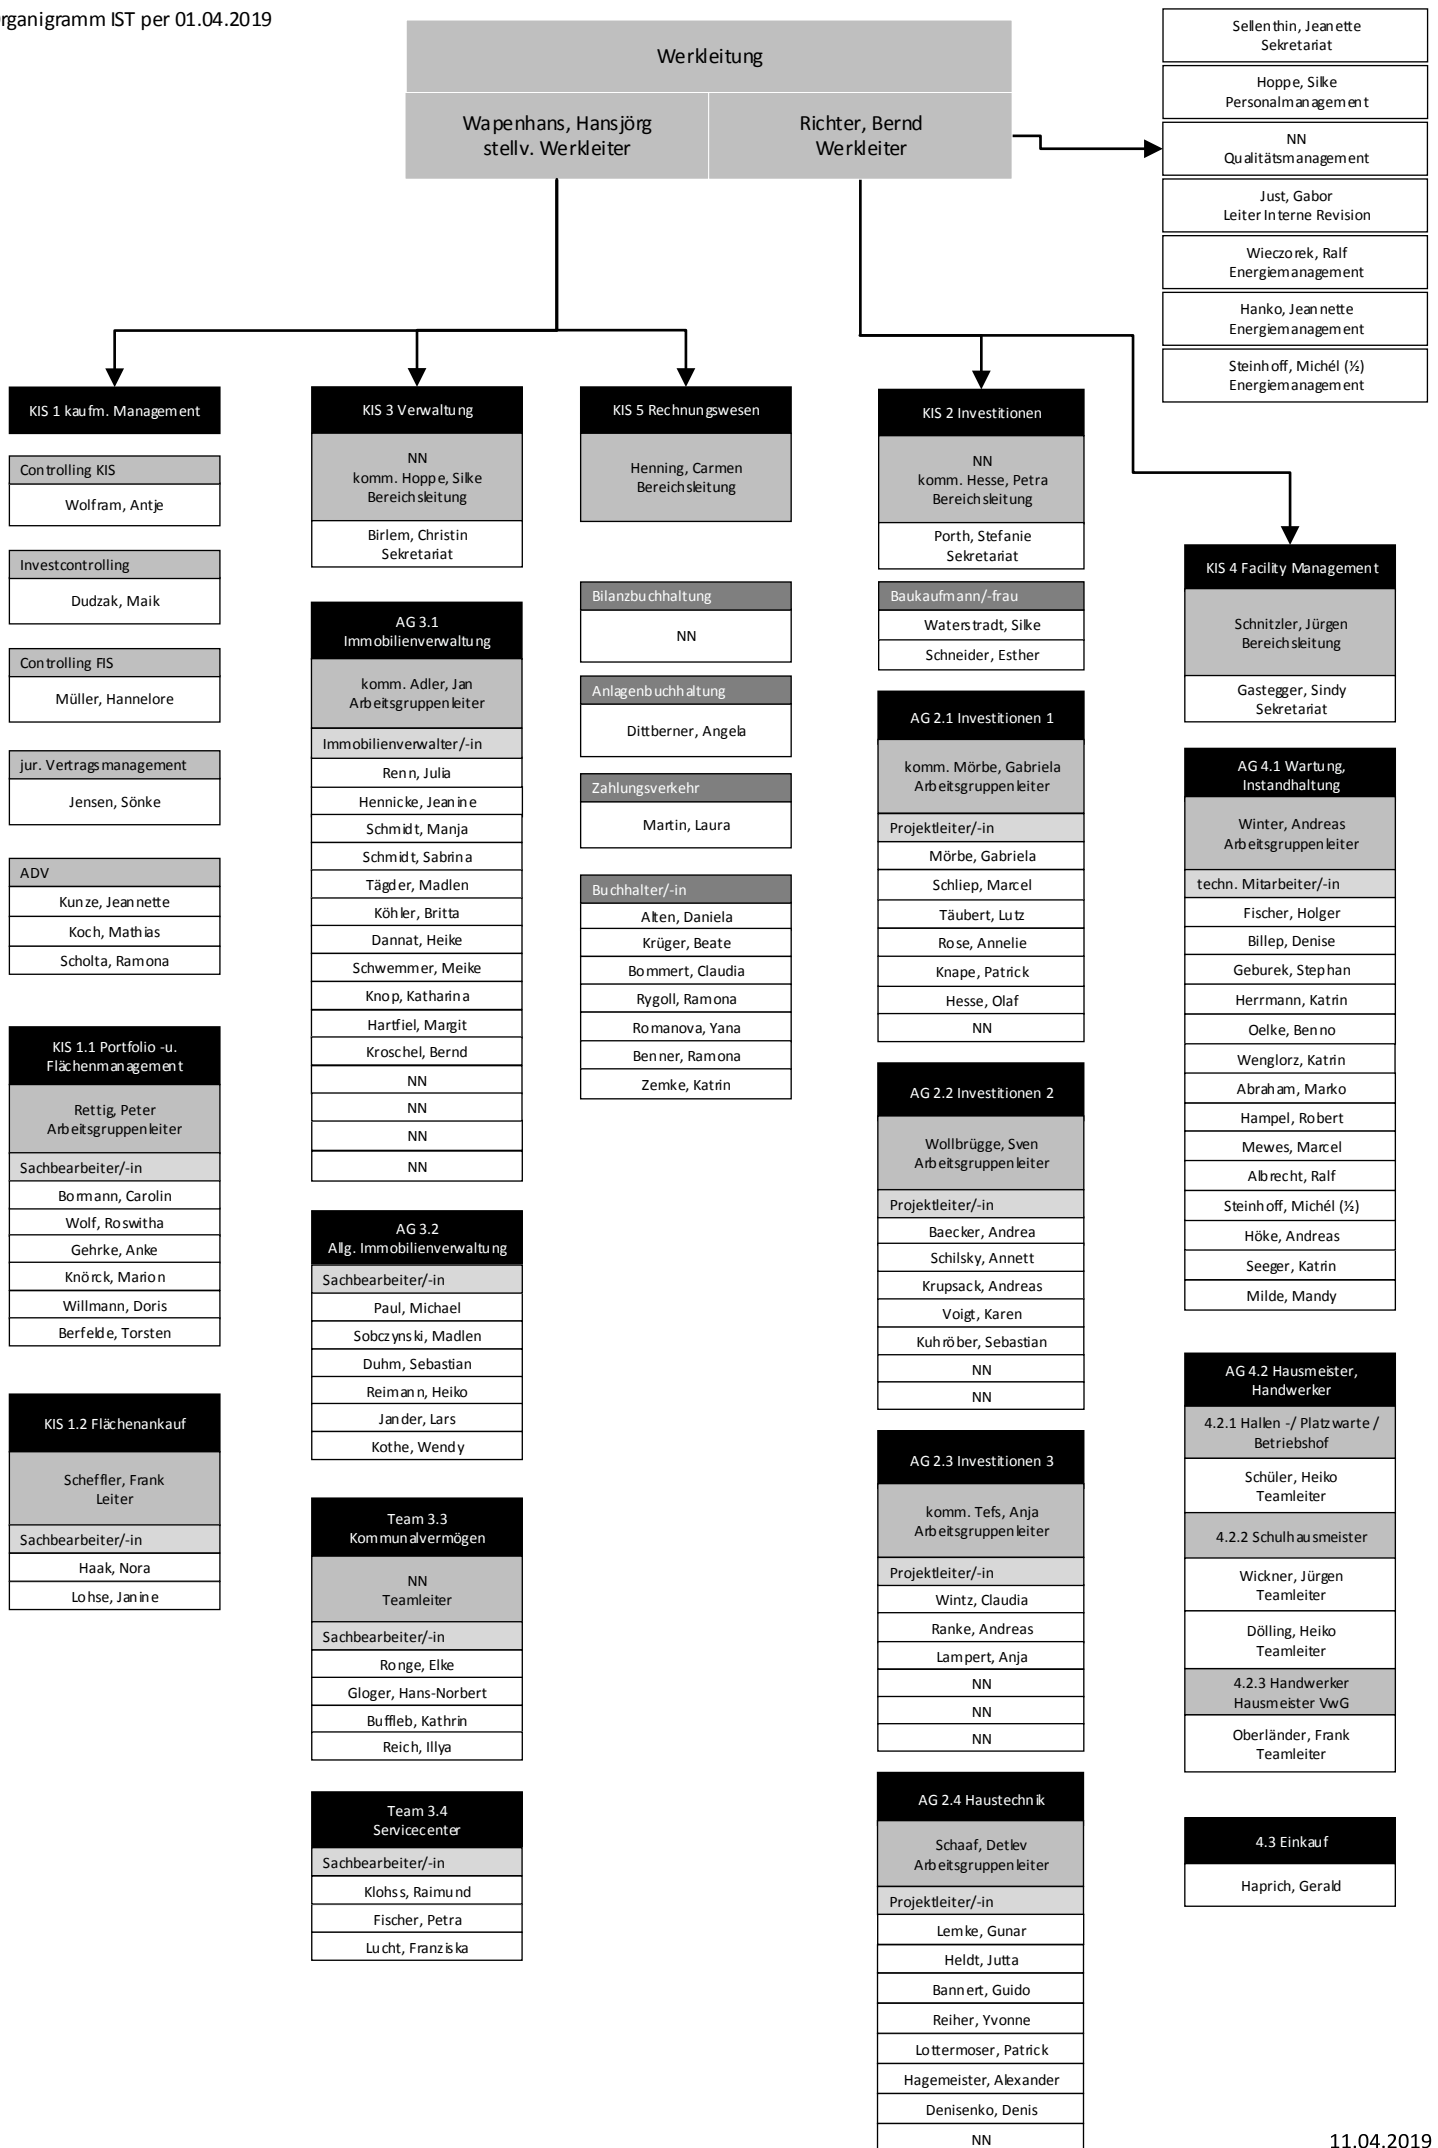 rganigramm IST per 01.04.2019
Werkleitung
Wapenhans, Hansjörg
stellv. Werkleiter
Richter, Bernd
Werkleiter
Sellenthin, Jeanette
Sekretariat
Hoppe, Silke
Personalmanagement
NN
Qualitätsmanagement
Just, Gabor
Leiter Interne Revision
Wieczorek, Ralf
Energiemanagement
Hanko, Jeannette
Energiemanagement
Steinhoff, Michél (½)
Energiemanagement
KIS 1 kaufm. Management
Controlling KIS
Wolfram, Antje
Investcontrolling
Dudzak, Maik
Controlling FIS
Müller, Hannelore
jur. Vertragsmanagement
Jensen, Sönke
ADV
Kunze, Jeannette
Koch, Mathias
Scholta, Ramona
KIS 1.1 Portfolio -u.
Flächenmanagement
Rettig, Peter
Arbeitsgruppenleiter
Sachbearbeiter/-in
Bormann, Carolin
Wolf, Roswitha
Gehrke, Anke
Knörck, Marion
Willmann, Doris
Berfelde, Torsten
KIS 1.2 Flächenankauf
Scheffler, Frank
Leiter
Sachbearbeiter/-in
Haak, Nora
Lohse, Janine
KIS 3 Verwaltung
NN
komm. Hoppe, Silke
Bereichsleitung
Birlem, Christin
Sekretariat
AG 3.1
Immobilienverwaltung
komm. Adler, Jan
Arbeitsgruppenleiter
Immobilienverwalter/-in
Renn, Julia
Hennicke, Jeanine
Schmidt, Manja
Schmidt, Sabrina
Tägder, Madlen
Köhler, Britta
Dannat, Heike
Schwemmer, Meike
Knop, Katharina
Hartfiel, Margit
Kroschel, Bernd
NN
NN
NN
NN
AG 3.2
Allg. Immobilienverwaltung
Sachbearbeiter/-in
Paul, Michael
Sobczynski, Madlen
Duhm, Sebastian
Reimann, Heiko
Jander, Lars
Kothe, Wendy
Team 3.3
Kommunalvermögen
NN
Teamleiter
Sachbearbeiter/-in
Ronge, Elke
Gloger, Hans-Norbert
Buffleb, Kathrin
Reich, Illya
Team 3.4
Servicecenter
Sachbearbeiter/-in
Klohss, Raimund
Fischer, Petra
Lucht, Franziska
KIS 5 Rechnungswesen
Henning, Carmen
Bereichsleitung
Bilanzbuchhaltung
NN
Anlagenbuchhaltung
Dittberner, Angela
Zahlungsverkehr
Martin, Laura
Buchhalter/-in
Alten, Daniela
Krüger, Beate
Bommert, Claudia
Rygoll, Ramona
Romanova, Yana
Benner, Ramona
Zemke, Katrin
KIS 2 Investitionen
NN
komm. Hesse, Petra
Bereichsleitung
Porth, Stefanie
Sekretariat
Baukaufmann/-frau
Waterstradt, Silke
Schneider, Esther
AG 2.1 Investitionen 1
komm. Mörbe, Gabriela
Arbeitsgruppenleiter
Projektleiter/-in
Mörbe, Gabriela
Schliep, Marcel
Täubert, Lutz
Rose, Annelie
Knape, Patrick
Hesse, Olaf
NN
AG 2.2 Investitionen 2
Wollbrügge, Sven
Arbeitsgruppenleiter
Projektleiter/-in
Baecker, Andrea
Schilsky, Annett
Krupsack, Andreas
Voigt, Karen
Kuhröber, Sebastian
NN
NN
AG 2.3 Investitionen 3
komm. Tefs, Anja
Arbeitsgruppenleiter
Projektleiter/-in
Wintz, Claudia
Ranke, Andreas
Lampert, Anja
NN
NN
NN
AG 2.4 Haustechnik
Schaaf, Detlev
Arbeitsgruppenleiter
Projektleiter/-in
Lemke, Gunar
Heldt, Jutta
Bannert, Guido
Reiher, Yvonne
Lottermoser, Patrick
Hagemeister, Alexander
Denisenko, Denis
NN
KIS 4 Facility Management
Schnitzler, Jürgen
Bereichsleitung
Gastegger, Sindy
Sekretariat
AG 4.1 Wartung,
Instandhaltung
Winter, Andreas
Arbeitsgruppenleiter
techn. Mitarbeiter/-in
Fischer, Holger
Billep, Denise
Geburek, Stephan
Herrmann, Katrin
Oelke, Benno
Wenglorz, Katrin
Abraham, Marko
Hampel, Robert
Mewes, Marcel
Albrecht, Ralf
Steinhoff, Michél (½)
Höke, Andreas
Seeger, Katrin
Milde, Mandy
AG 4.2 Hausmeister,
Handwerker
4.2.1 Hallen -/ Platzwarte /
Betriebshof
Schüler, Heiko
Teamleiter
4.2.2 Schulhausmeister
Wickner, Jürgen
Teamleiter
Dölling, Heiko
Teamleiter
4.2.3 Handwerker
Hausmeister VwG
Oberländer, Frank
Teamleiter
4.3 Einkauf
Haprich, Gerald
11.04.2019